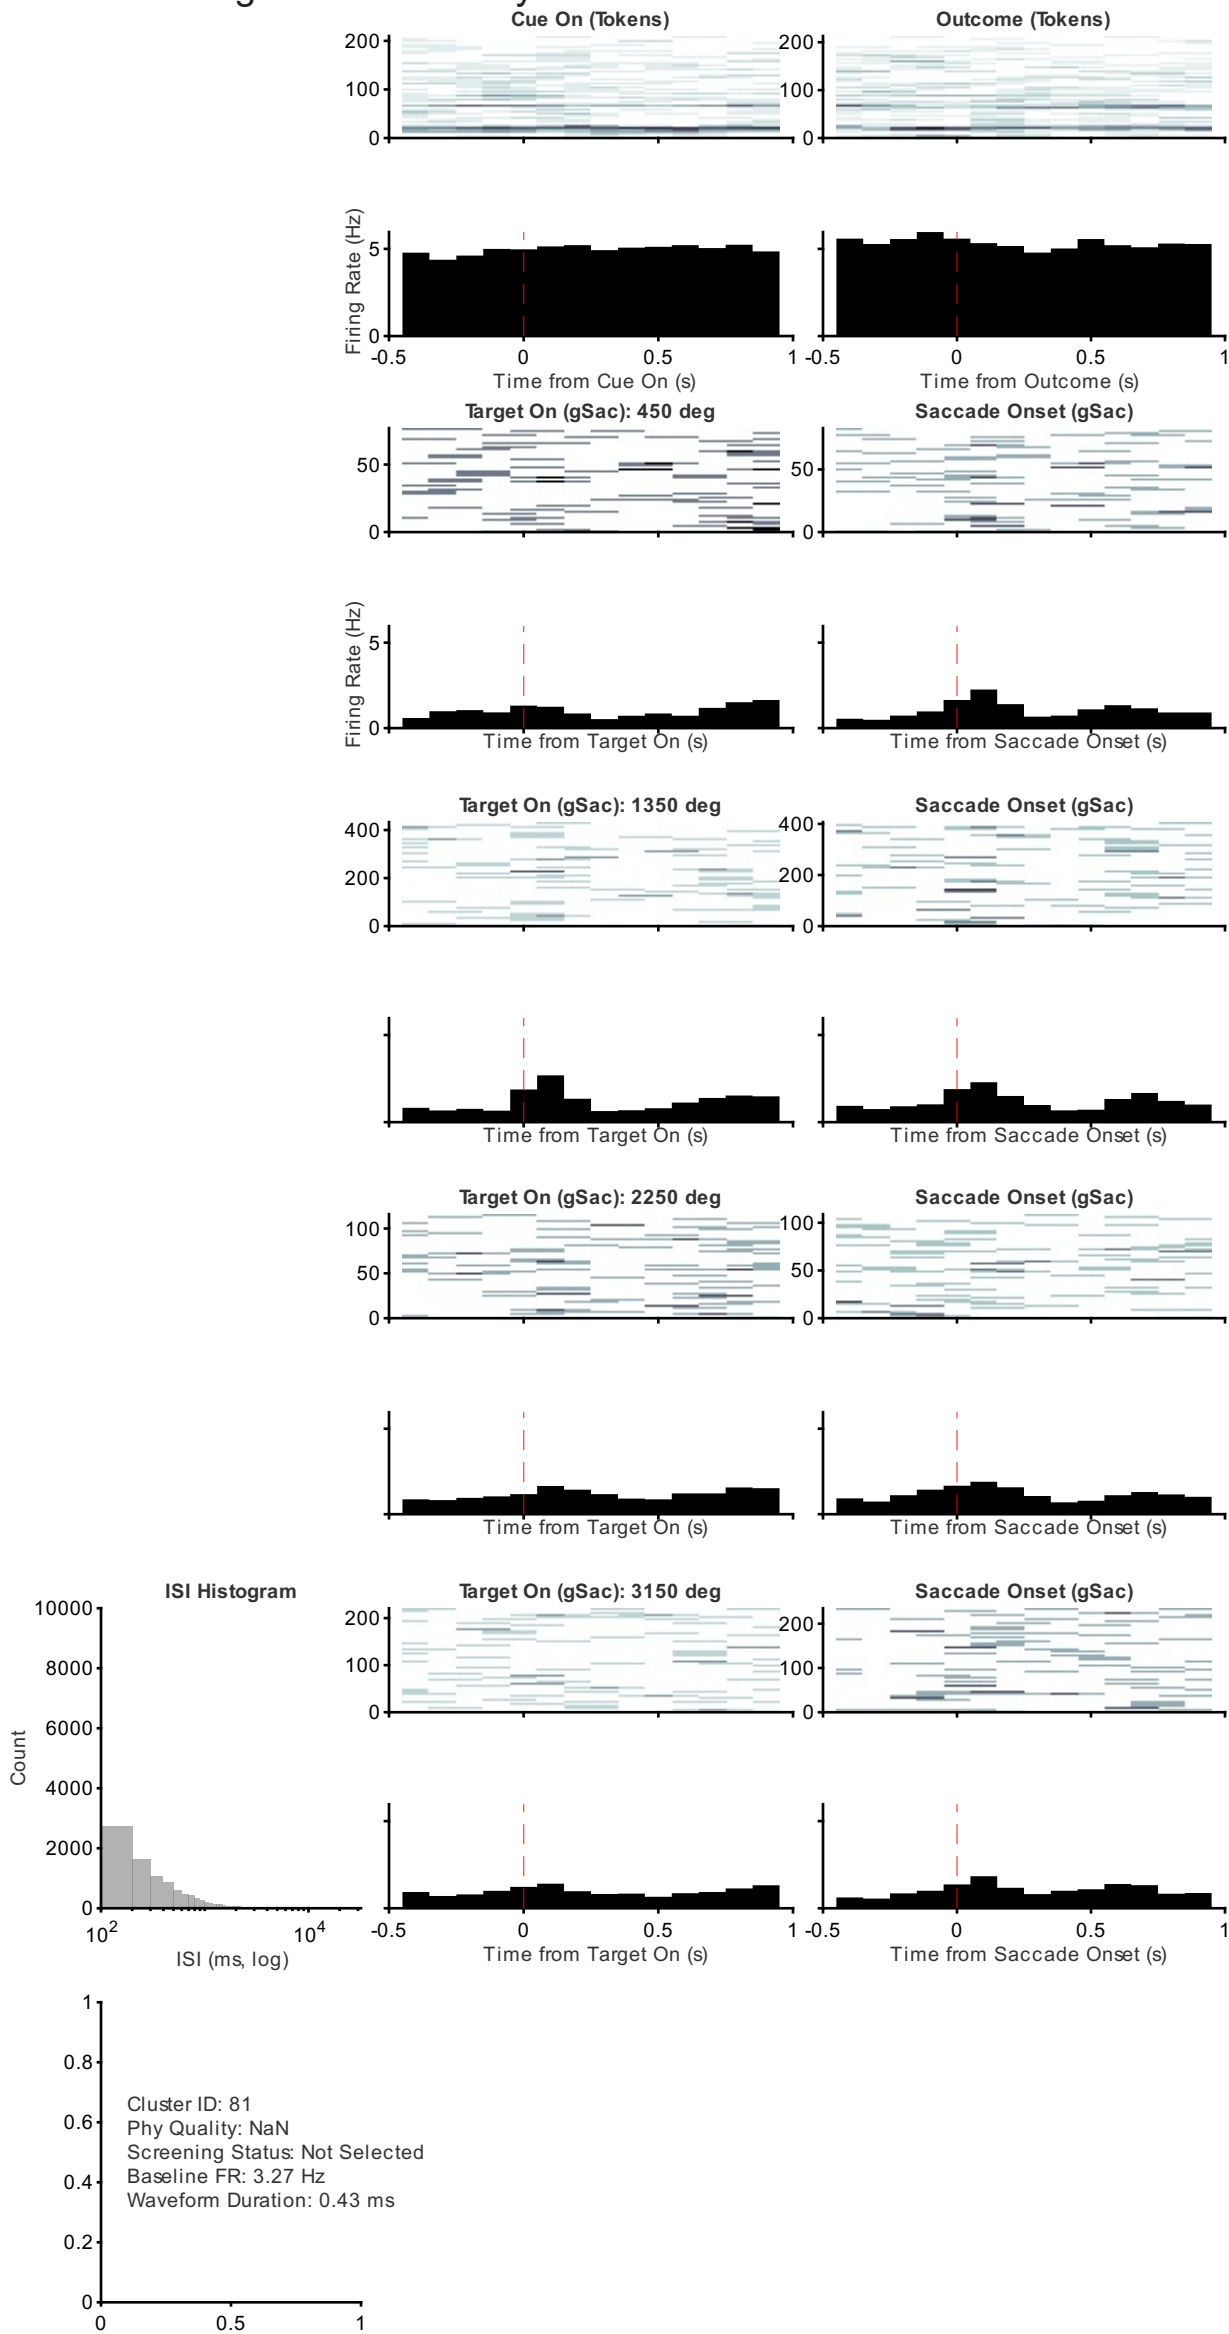 Cue On (Tokens)
Outcome (Tokens)
200
100
0
200
100
0
Firing Rate (Hz)
5
0
-0.5
0
0.5
1
-0.5
0
0.5
1
Time from Cue On (s)
Time from Outcome (s)
Target On (gSac): 450 deg
Saccade Onset (gSac)
50
0
50
0
Firing Rate (Hz)
5
0
Time from Target On (s)
Time from Saccade Onset (s)
Target On (gSac): 1350 deg
Saccade Onset (gSac)
400
200
0
400
200
0
Time from Target On (s)
Time from Saccade Onset (s)
Target On (gSac): 2250 deg
Saccade Onset (gSac)
100
50
0
100
50
0
Time from Target On (s)
Time from Saccade Onset (s)
ISI Histogram
Target On (gSac): 3150 deg
Saccade Onset (gSac)
10000
8000
6000
4000
2000
0
Count
10^2
10^4
ISI (ms, log)
200
100
0
200
100
0
-0.5
0
0.5
1
-0.5
0
0.5
1
Time from Target On (s)
Time from Saccade Onset (s)
1
0.8
0.6
0.4
0.2
0
Cluster ID: 81
Phy Quality: NaN
Screening Status: Not Selected
Baseline FR: 3.27 Hz
Waveform Duration: 0.43 ms
0
0.5
1